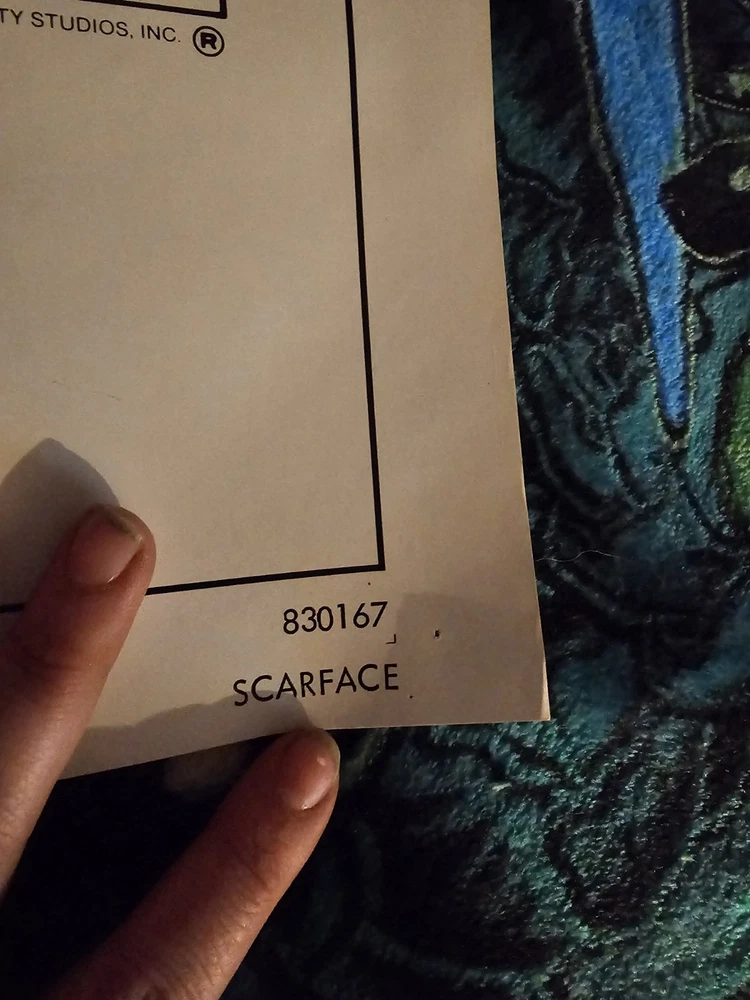 TY STUDIOS, INC. ®
830167
SCARFACE